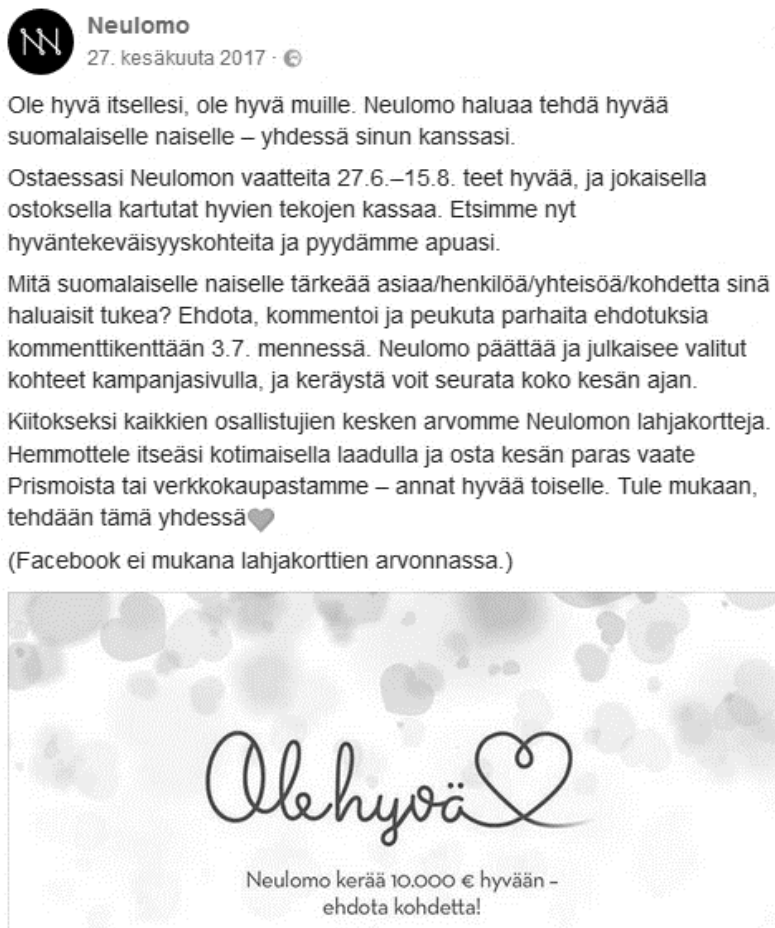 Neulomo
27. kesäkuuta 2017 ·
Ole hyvä itsellesi, ole hyvä muille. Neulomo haluaa tehdä hyvää
suomalaiselle naiselle – yhdessä sinun kanssasi.
Ostaessasi Neulomon vaatteita 27.6.–15.8. teet hyvää, ja jokaisella
ostoksella kartutat hyvien tekojen kassaa. Etsimme nyt
hyväntekeväisyyskohteita ja pyydämme apuasi.
Mitä suomalaiselle naiselle tärkeää asiaa/henkilöä/yhteisöä/kohdetta sinä
haluaisit tukea? Ehdota, kommentoi ja peukuta parhaita ehdotuksia
kommenttikenttään 3.7. mennessä. Neulomo päättää ja julkaisee valitut
kohteet kampanjasivulla, ja keräystä voit seurata koko kesän ajan.
Kiitokseksi kaikkien osallistujien kesken arvomme Neulomon lahjakortteja.
Hemmottele itseäsi kotimaisella laadulla ja osta kesän paras vaate
Prismoista tai verkkokaupastamme – annat hyvää toiselle. Tule mukaan,
tehdään tämä yhdessä
(Facebook ei mukana lahjakorttien arvonnassa.)
Ole hyvä
Neulomo kerää 10.000 € hyvään –
ehdota kohdetta!